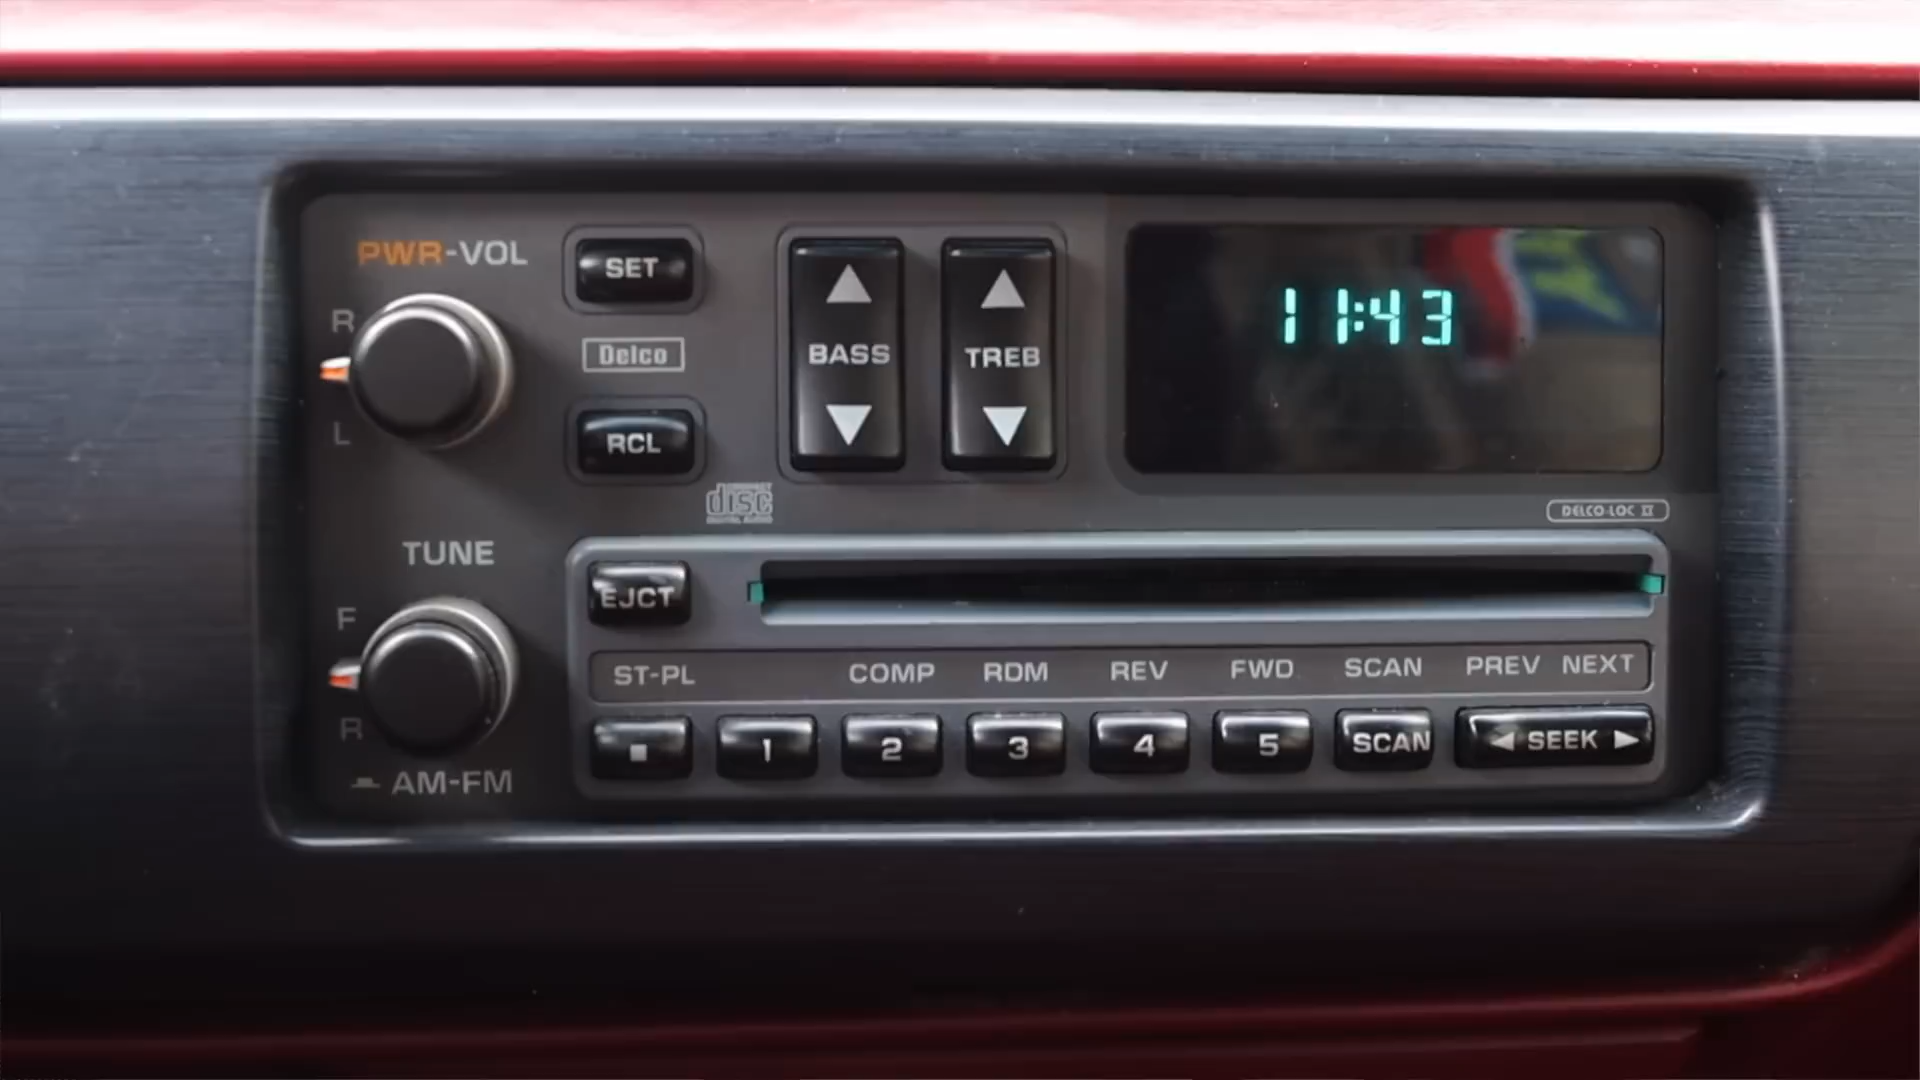 PWR-VOL
SET
R
Delco
L
RCL
BASS
TREB
11:43
disc
DELCO-LOC II
TUNE
F
R
AM-FM
EJCT
ST-PL COMP RDM REV FWD SCAN PREV NEXT
1 2 3 4 5 SCAN SEEK